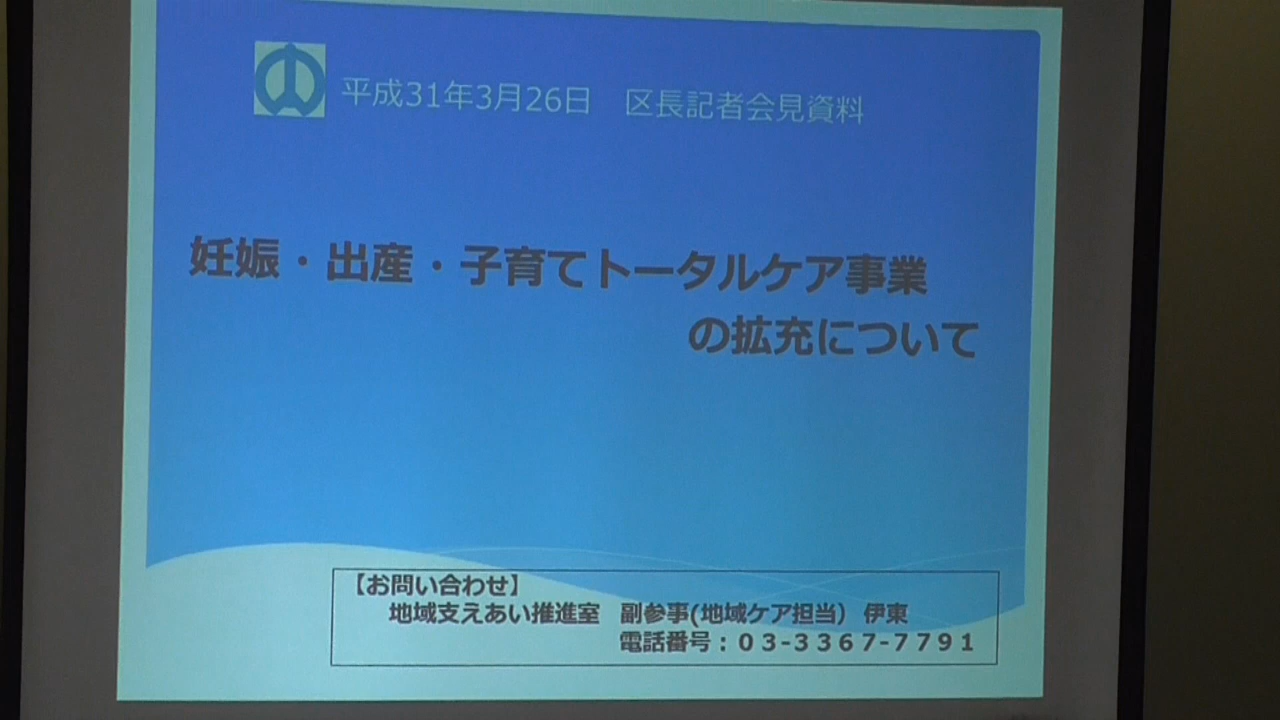 平成31年3月26日　区長記者会見資料
妊娠・出産・子育てトータルケア事業
の拡充について
【お問い合わせ】
地域支えあい推進室　副参事(地域ケア担当）　伊東
電話番号：０３-３３６７-７７９１